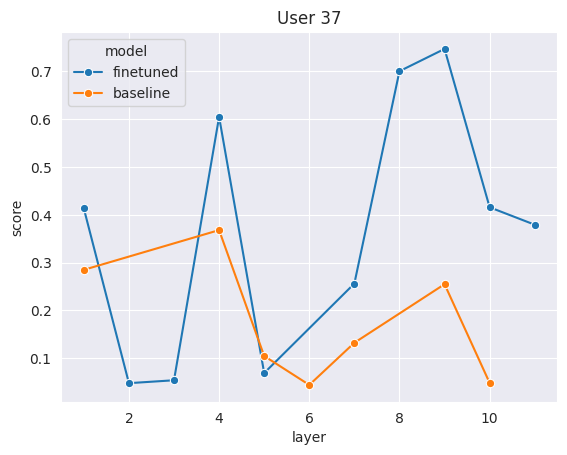 User 37
model
finetuned
baseline
score
0.7
0.6
0.5
0.4
0.3
0.2
0.1
2 4 6 8 10
layer